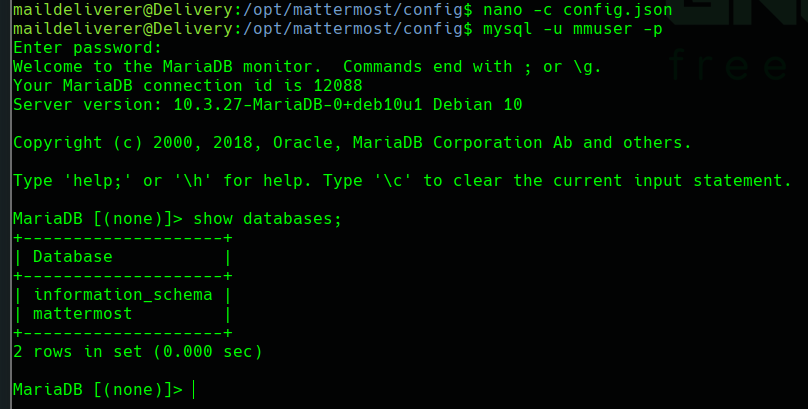 maildeliverer@Delivery:/opt/mattermost/config$ nano -c config.json
maildeliverer@Delivery:/opt/mattermost/config$ mysql -u mmuser -p
Enter password:
Welcome to the MariaDB monitor.  Commands end with ; or \g.
Your MariaDB connection id is 12088
Server version: 10.3.27-MariaDB-0+deb10u1 Debian 10

Copyright (c) 2000, 2018, Oracle, MariaDB Corporation Ab and others.

Type 'help;' or '\h' for help. Type '\c' to clear the current input statement.

MariaDB [(none)]> show databases;
+--------------------+
| Database           |
+--------------------+
| information_schema |
| mattermost         |
+--------------------+
2 rows in set (0.000 sec)

MariaDB [(none)]>
free